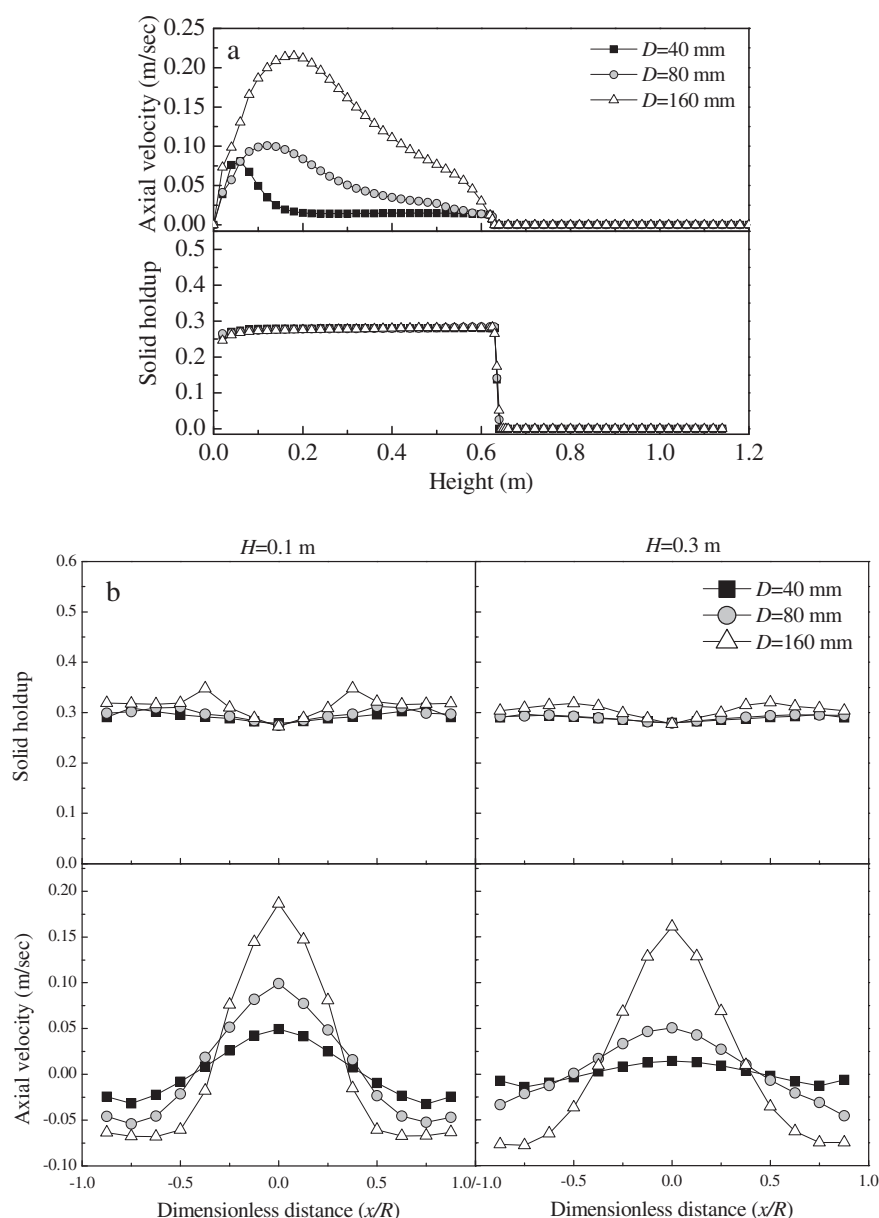 a
D=40 mm
D=80 mm
D=160 mm
Axial velocity (m/sec)
0.25
0.20
0.15
0.10
0.05
0.00
Solid holdup
0.5
0.4
0.3
0.2
0.1
0.0
0.0 0.2 0.4 0.6 0.8 1.0 1.2
Height (m)
H=0.1 m
H=0.3 m
b
D=40 mm
D=80 mm
D=160 mm
Solid holdup
0.6
0.5
0.4
0.3
0.2
0.1
0.0
Axial velocity (m/sec)
0.20
0.15
0.10
0.05
0.00
-0.05
-0.10
-1.0 -0.5 0.0 0.5 1.0/-1.0 -0.5 0.0 0.5 1.0
Dimensionless distance (x/R)
Dimensionless distance (x/R)